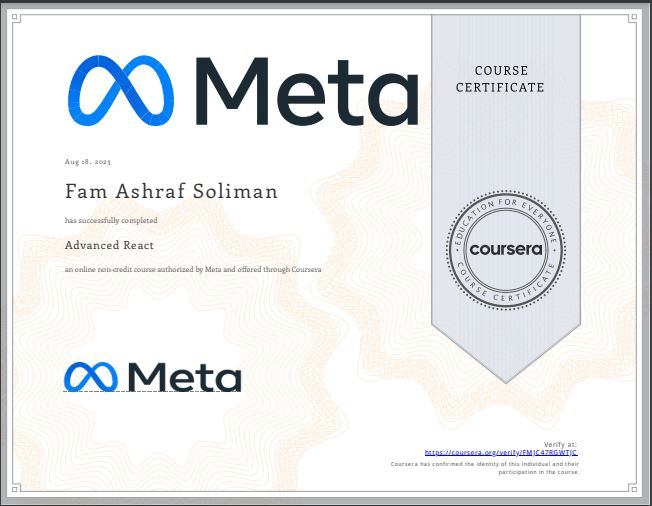 Meta
COURSE
CERTIFICATE
Aug 18, 2023
Fam Ashraf Soliman
has successfully completed
Advanced React
an online non-credit course authorized by Meta and offered through Coursera
EDUCATION FOR EVERYONE
coursera
COURSE CERTIFICATE
Meta
Verify at:
https://coursera.org/verify/FMJC47RGWTJC
Coursera has confirmed the identity of this individual and their
participation in the course.